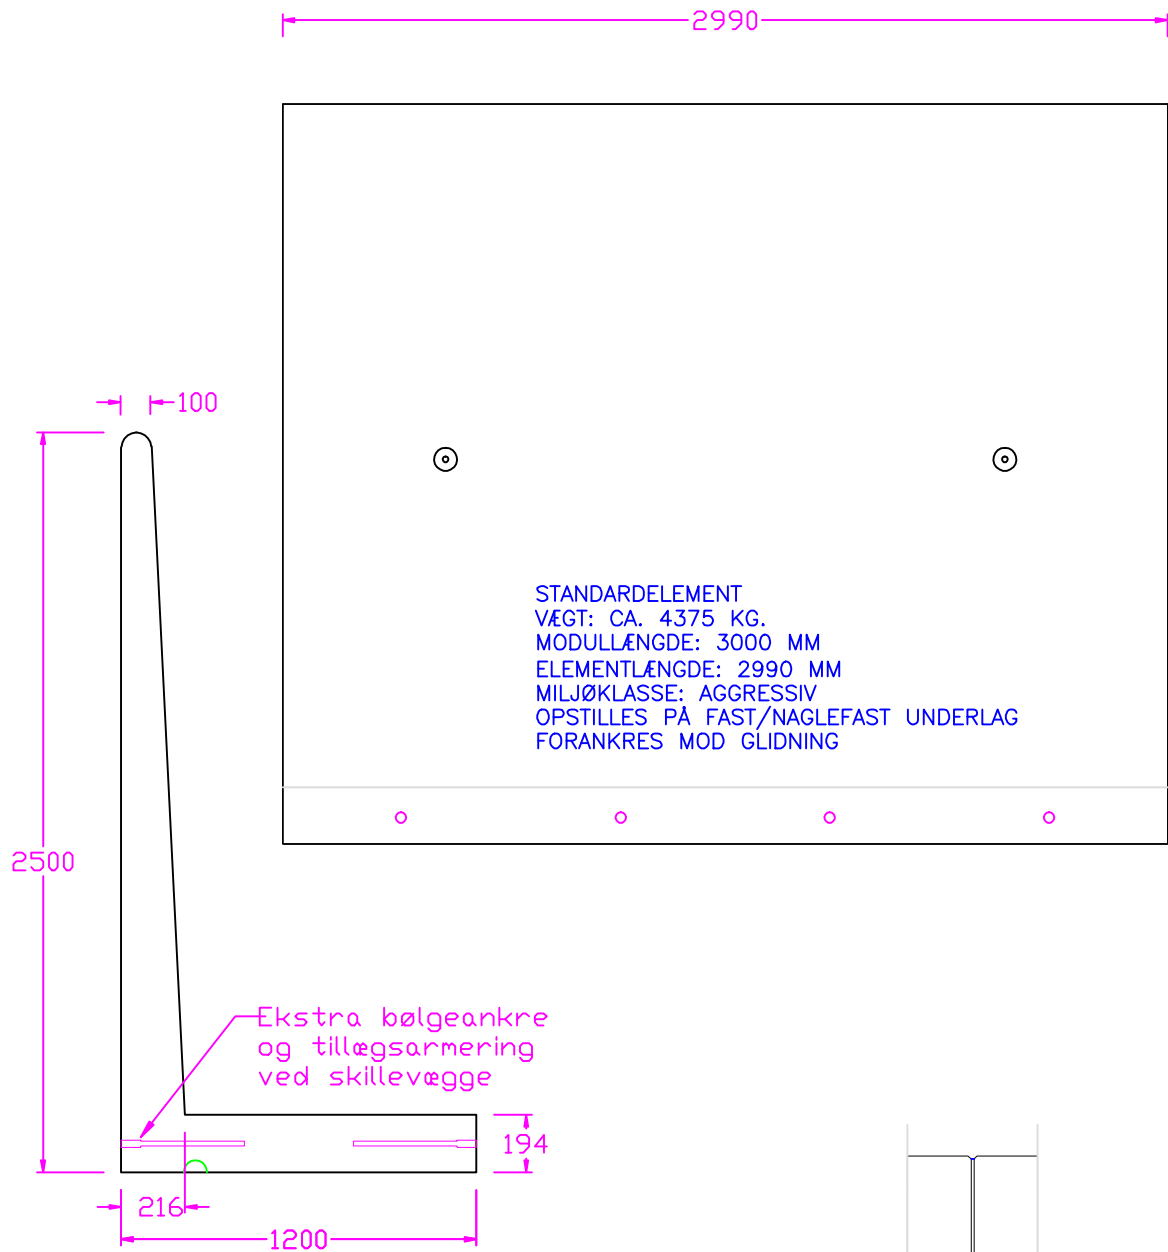 2990
100
STANDARDELEMENT
VÆGT: CA. 4375 KG.
MODULLÆNGDE: 3000 MM
ELEMENTLÆNGDE: 2990 MM
MILJØKLASSE: AGGRESSIV
OPSTILLES PÅ FAST/NAGLEFAST UNDERLAG
FORANKRES MOD GLIDNING
2500
Ekstra bølgeankre
og tillægsarmering
ved skillevægge
194
216
1200